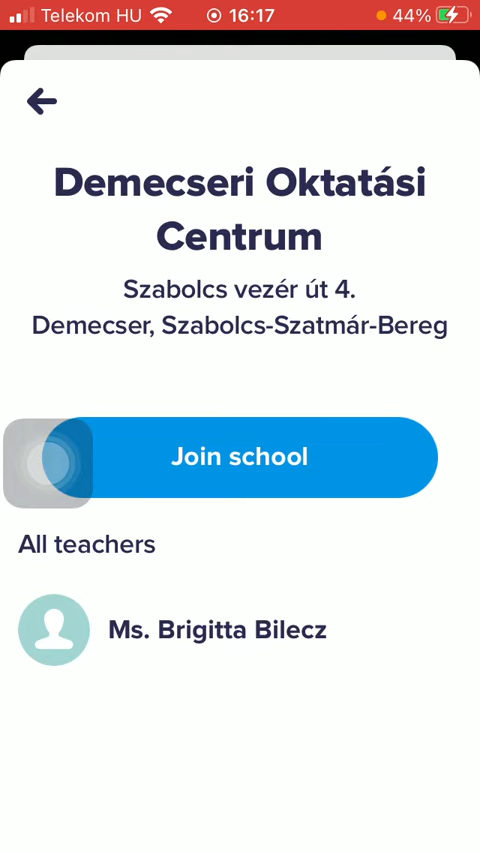 Telekom HU 16:17 44%
Demecseri Oktatási
Centrum
Szabolcs vezér út 4.
Demecser, Szabolcs-Szatmár-Bereg
Join school
All teachers
Ms. Brigitta Bilecz